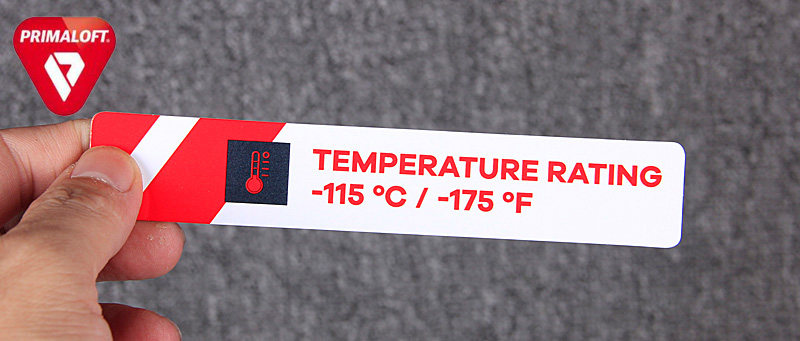 PRIMALOFT®
TEMPERATURE RATING
-115 °C / -175 °F